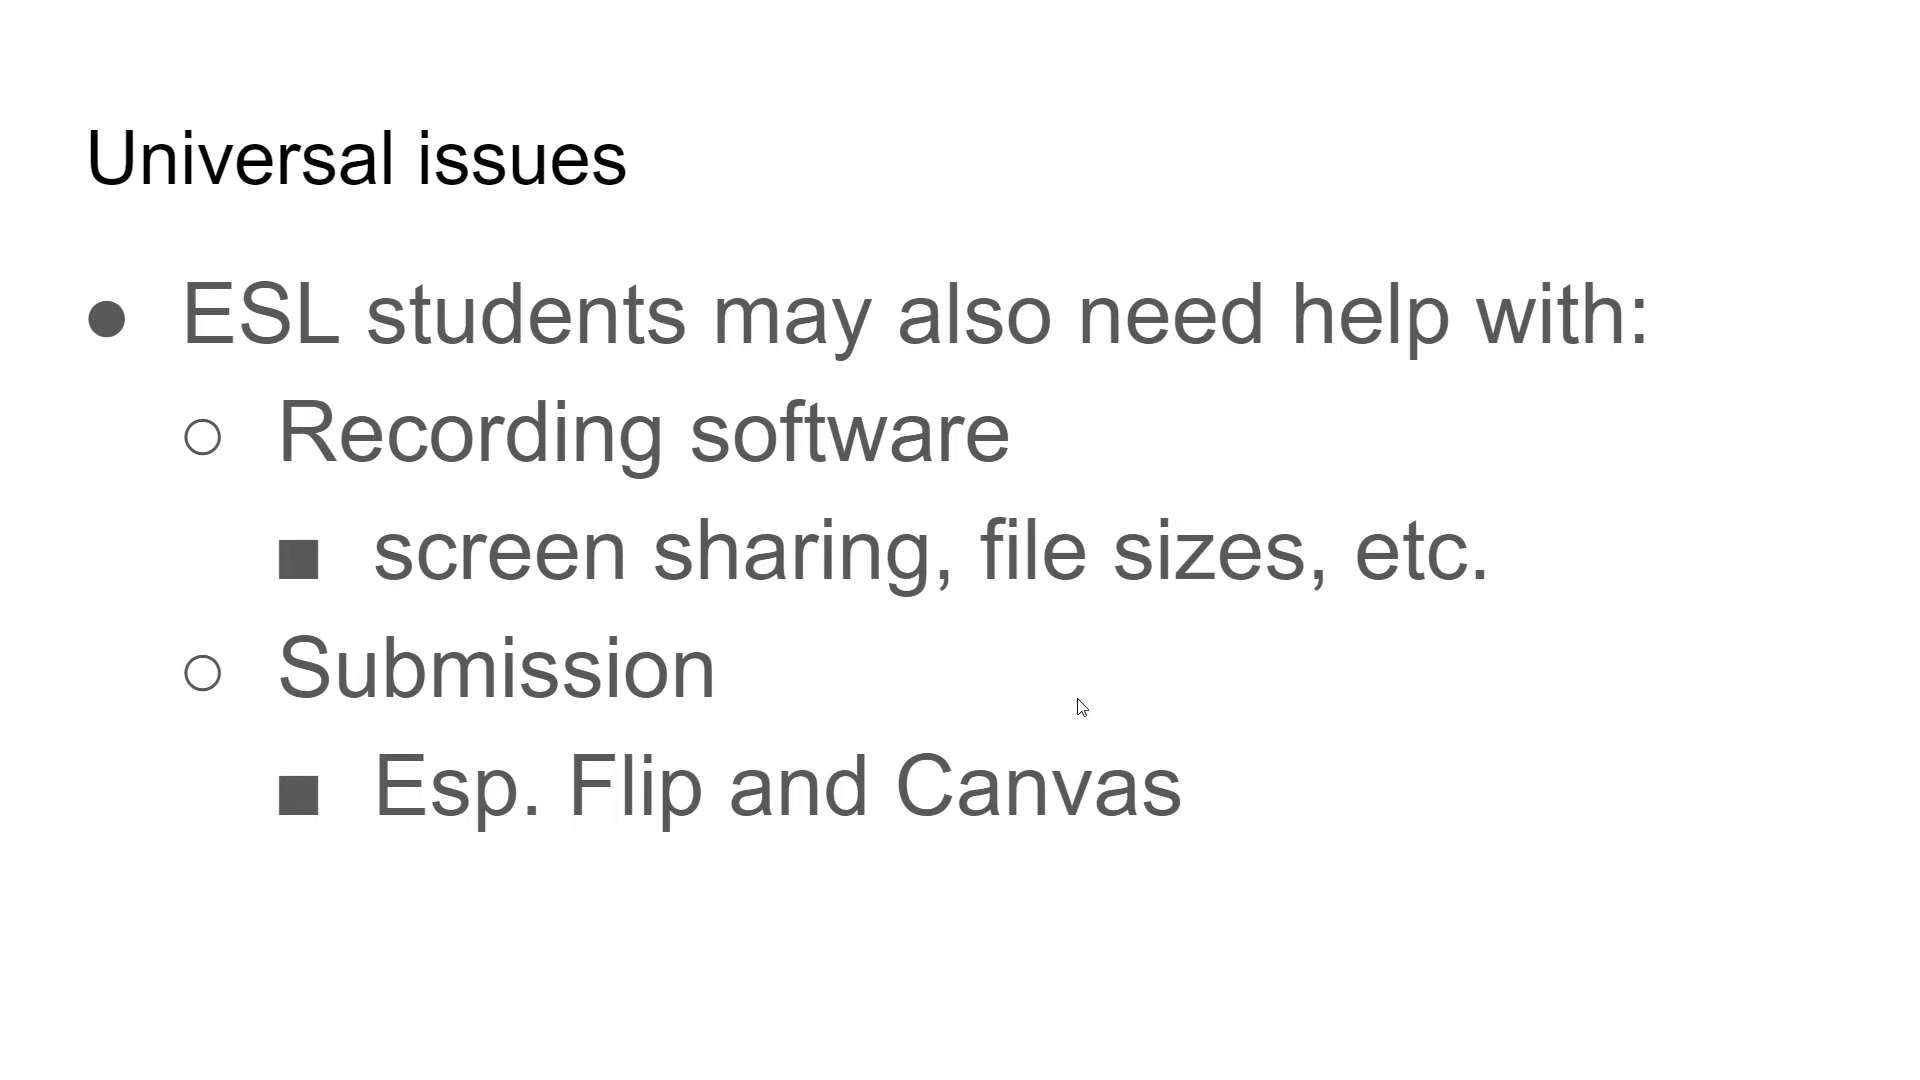 Universal issues
● ESL students may also need help with:
○ Recording software
■ screen sharing, file sizes, etc.
○ Submission
■ Esp. Flip and Canvas